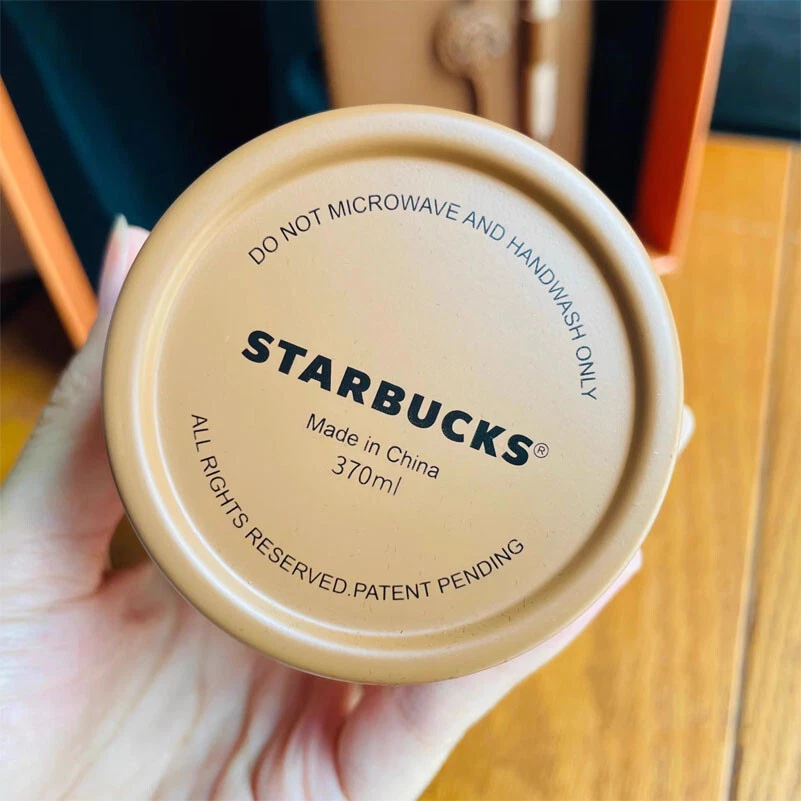 DO NOT MICROWAVE AND HANDWASH ONLY
STARBUCKS®
Made in China
370ml
ALL RIGHTS RESERVED.PATENT PENDING